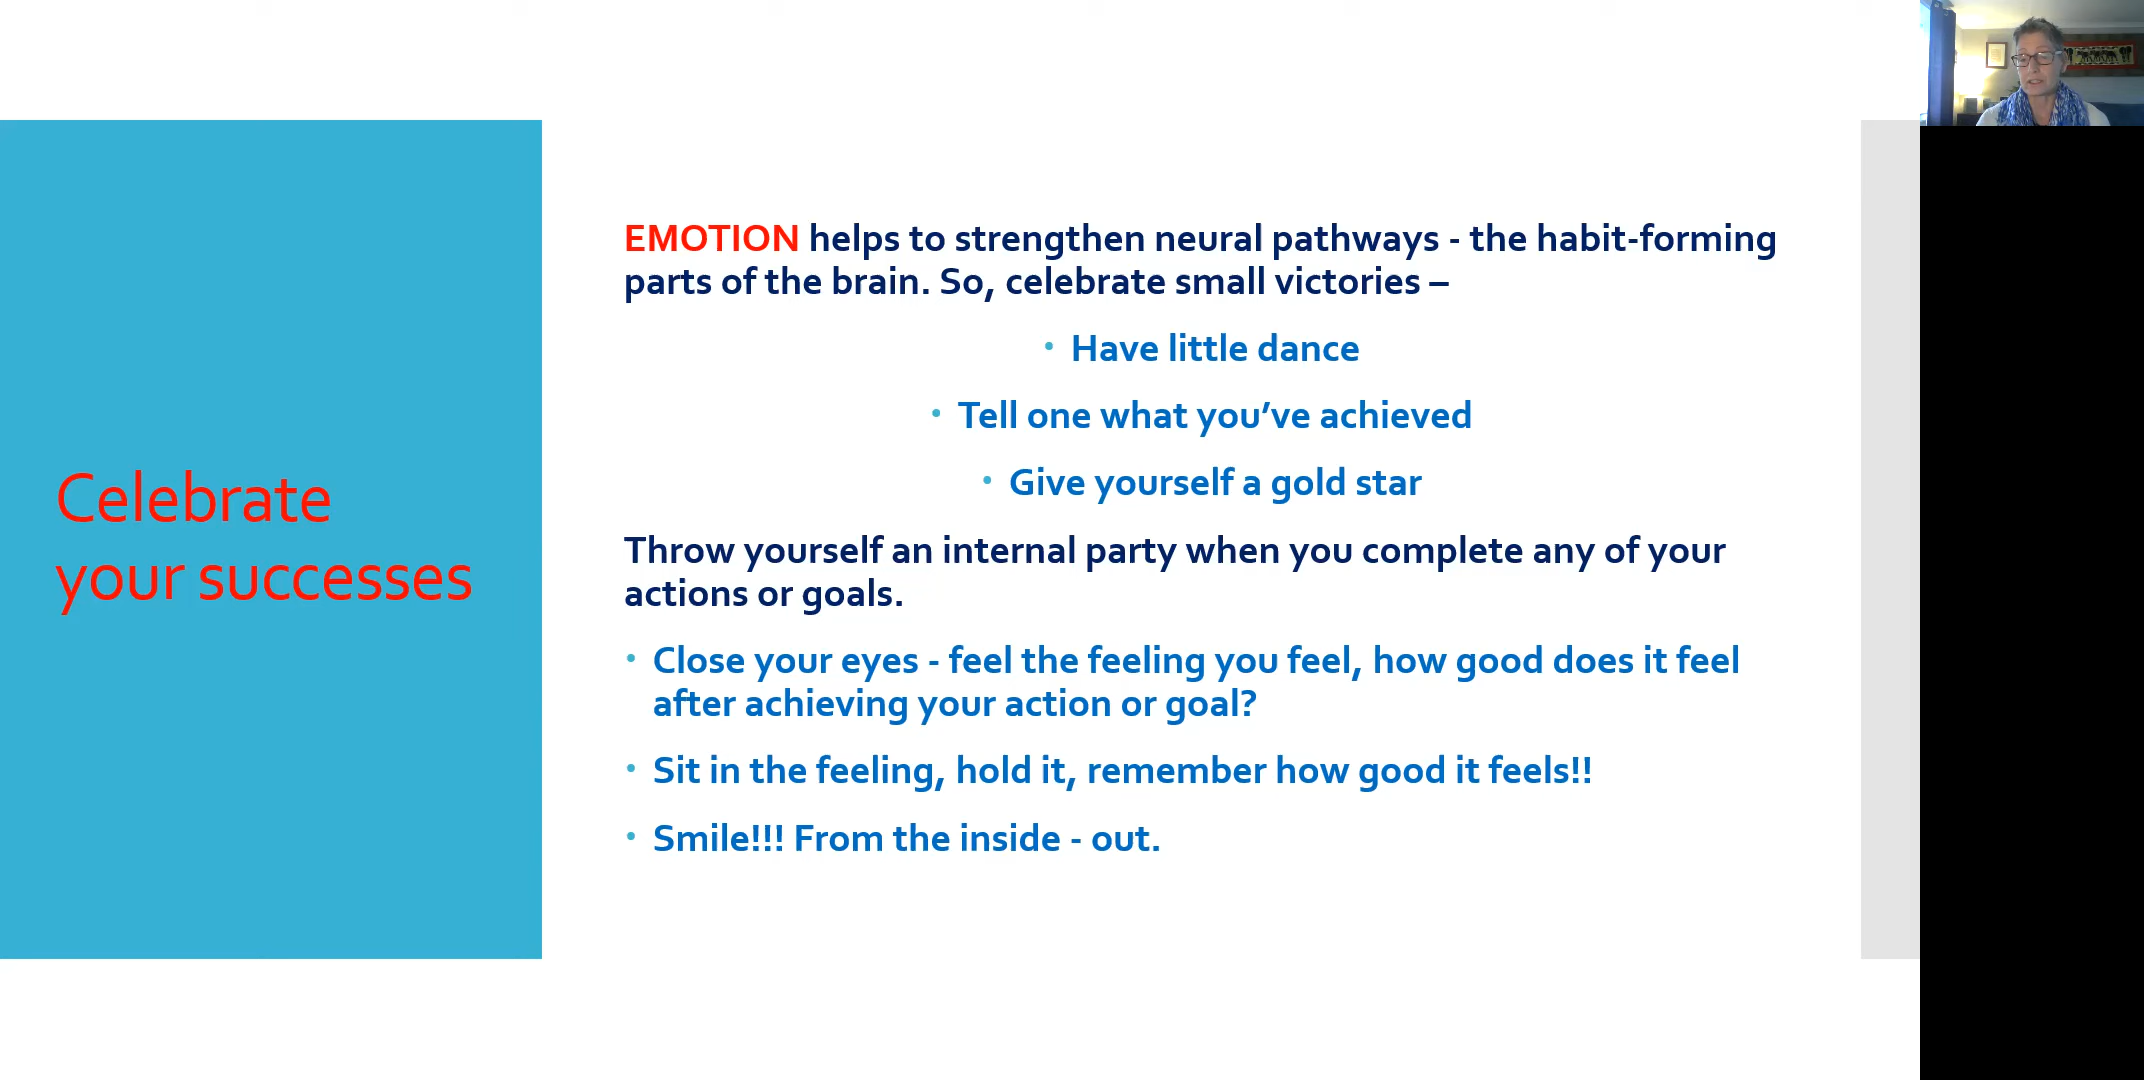 Celebrate
your successes
EMOTION helps to strengthen neural pathways - the habit-forming
parts of the brain. So, celebrate small victories –
• Have little dance
• Tell one what you’ve achieved
• Give yourself a gold star
Throw yourself an internal party when you complete any of your
actions or goals.
• Close your eyes - feel the feeling you feel, how good does it feel
after achieving your action or goal?
• Sit in the feeling, hold it, remember how good it feels!!
• Smile!!! From the inside - out.